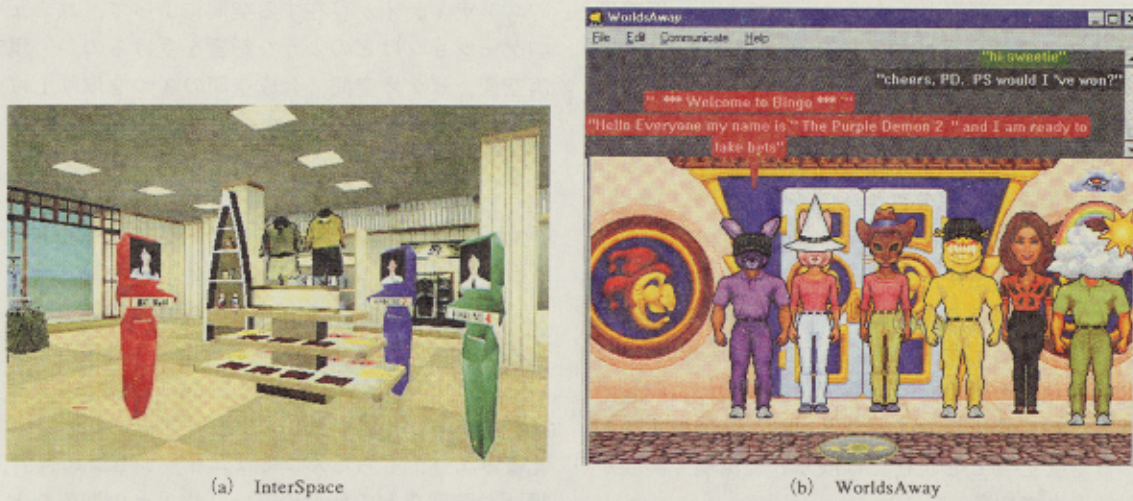 WorldsAway
File Edit Communicate Help
"hi sweetie"
"cheers, PD. PS would I 've won?"
". *** Welcome to Bingo *** "
"Hello Everyone my name is " The Purple Demon 2 " and I am ready to
take bets"
(a) InterSpace
(b) WorldsAway